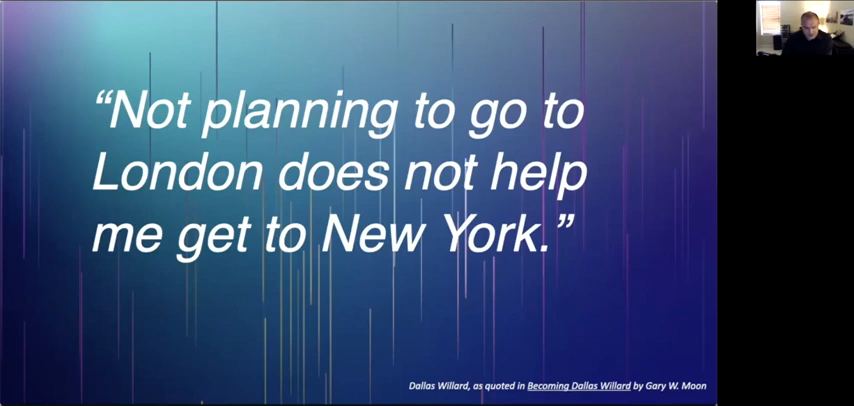 “Not planning to go to
London does not help
me get to New York.”
Dallas Willard, as quoted in Becoming Dallas Willard by Gary W. Moon